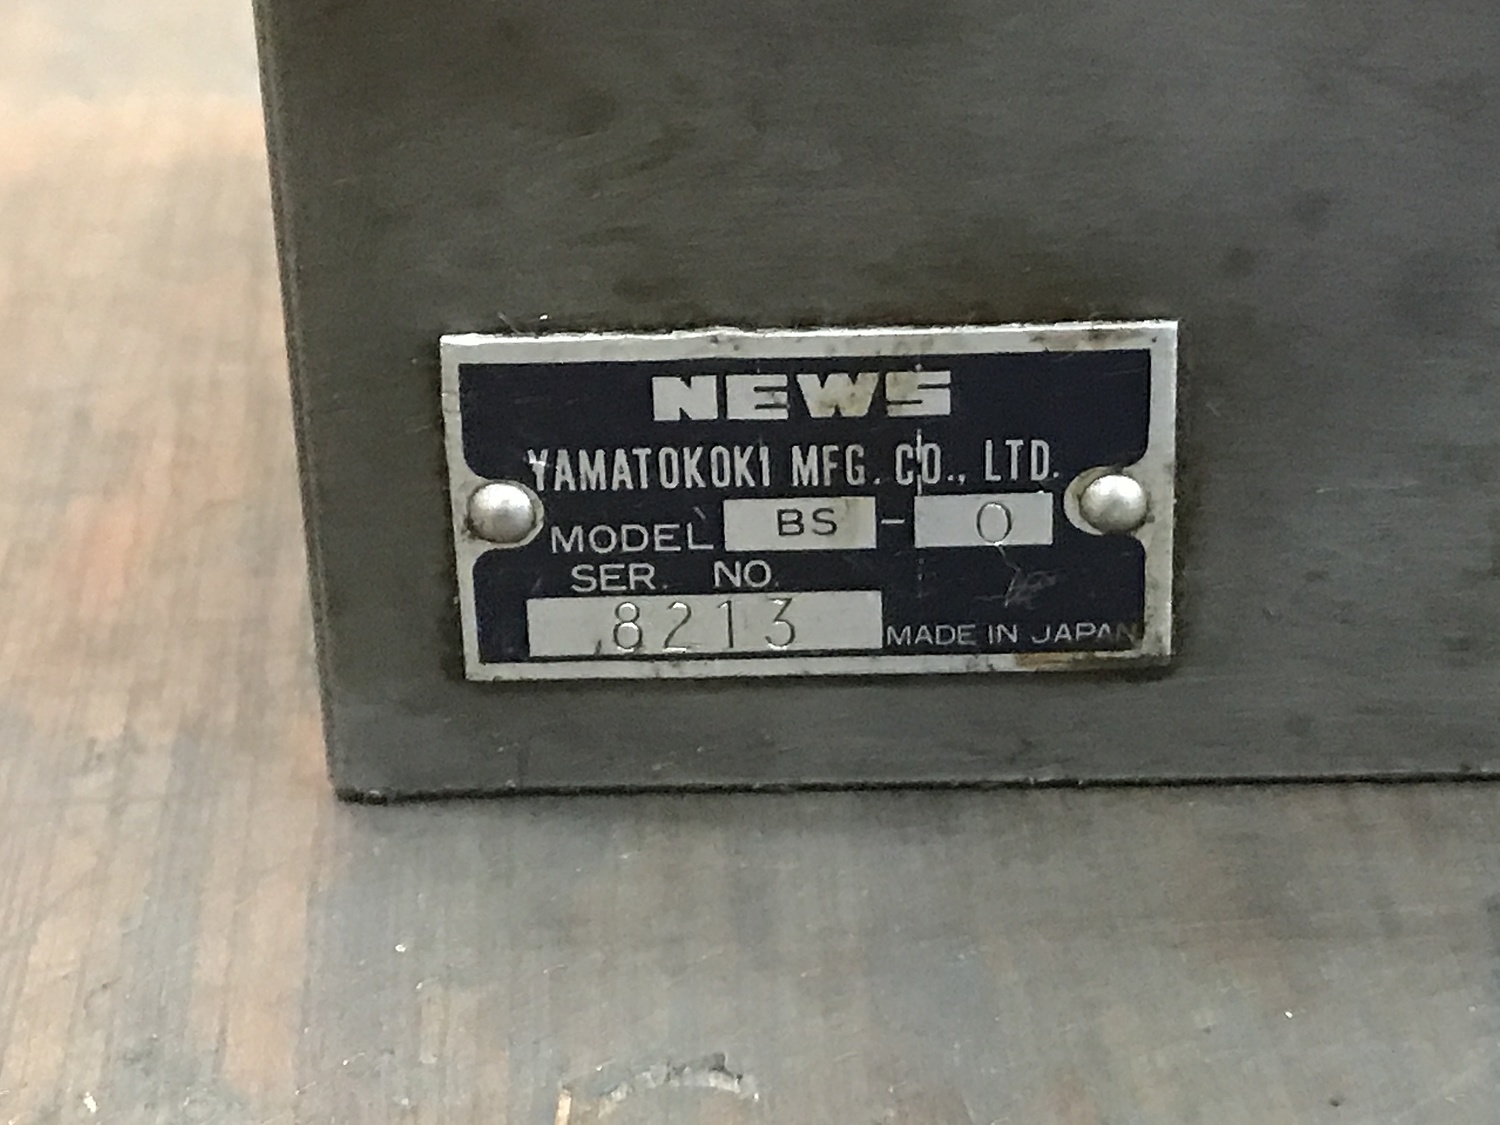 NEWS
YAMATOKOKI MFG. CO., LTD.
MODEL BS - 0
SER. NO.
8213 MADE IN JAPAN